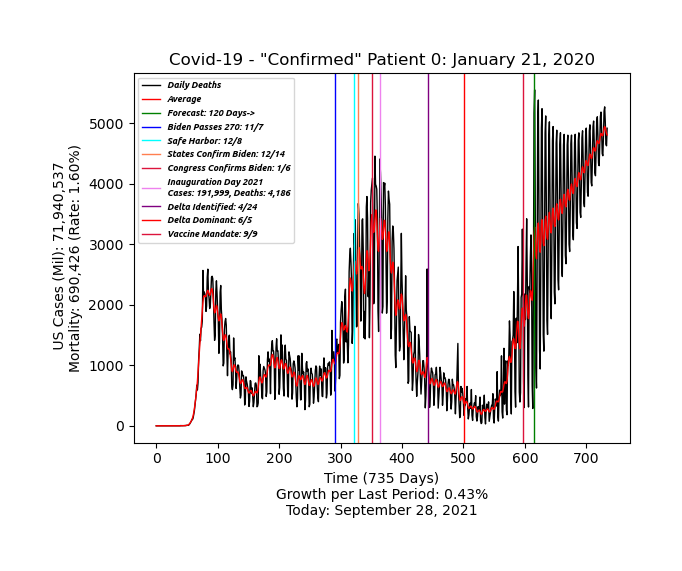 Covid-19 - "Confirmed" Patient 0: January 21, 2020
Daily Deaths
Average
Forecast: 120 Days->
Biden Passes 270: 11/7
Safe Harbor: 12/8
States Confirm Biden: 12/14
Congress Confirms Biden: 1/6
Inauguration Day 2021
Cases: 191,999, Deaths: 4,186
Delta Identified: 4/24
Delta Dominant: 6/5
Vaccine Mandate: 9/9
US Cases (Mil): 71,940,537
Mortality: 690,426 (Rate: 1.60%)
5000
4000
3000
2000
1000
0
0 100 200 300 400 500 600 700
Time (735 Days)
Growth per Last Period: 0.43%
Today: September 28, 2021